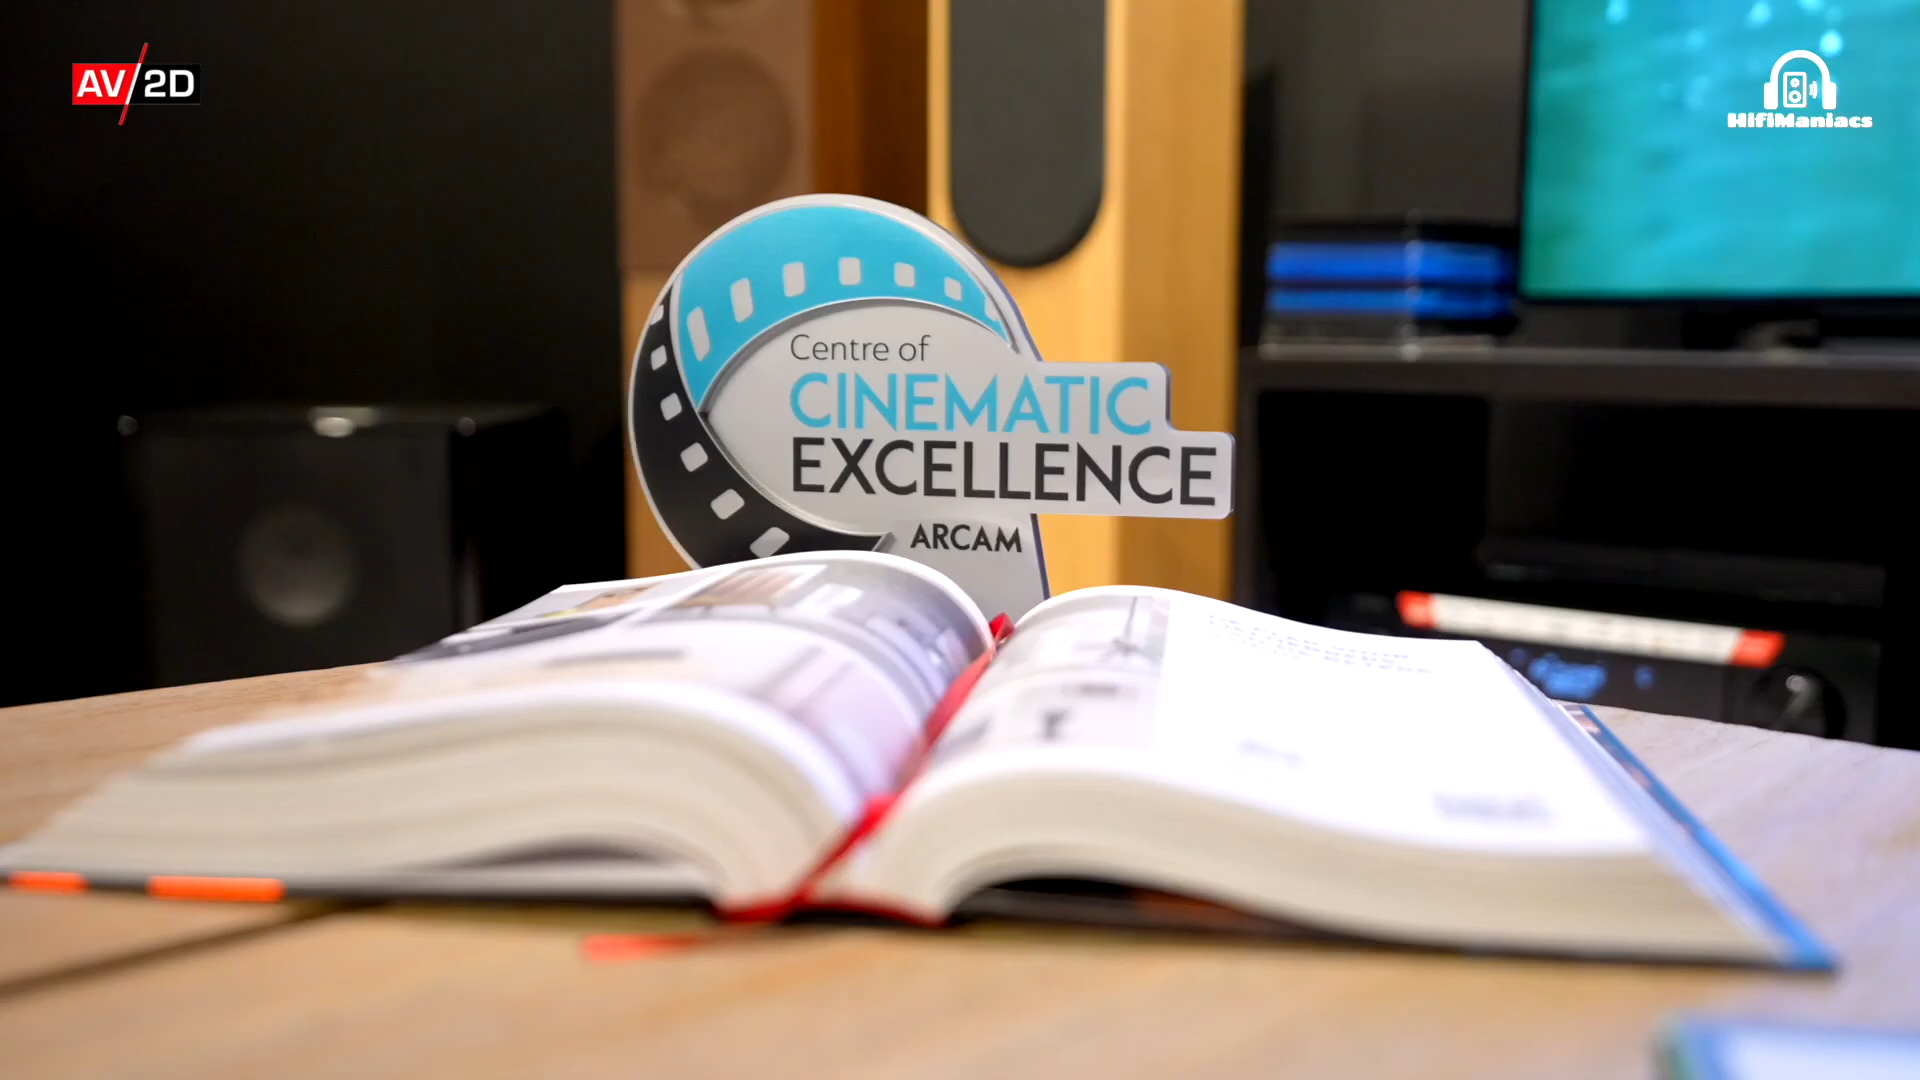 AV/2D
HifiManiacs
Centre of
CINEMATIC
EXCELLENCE
ARCAM